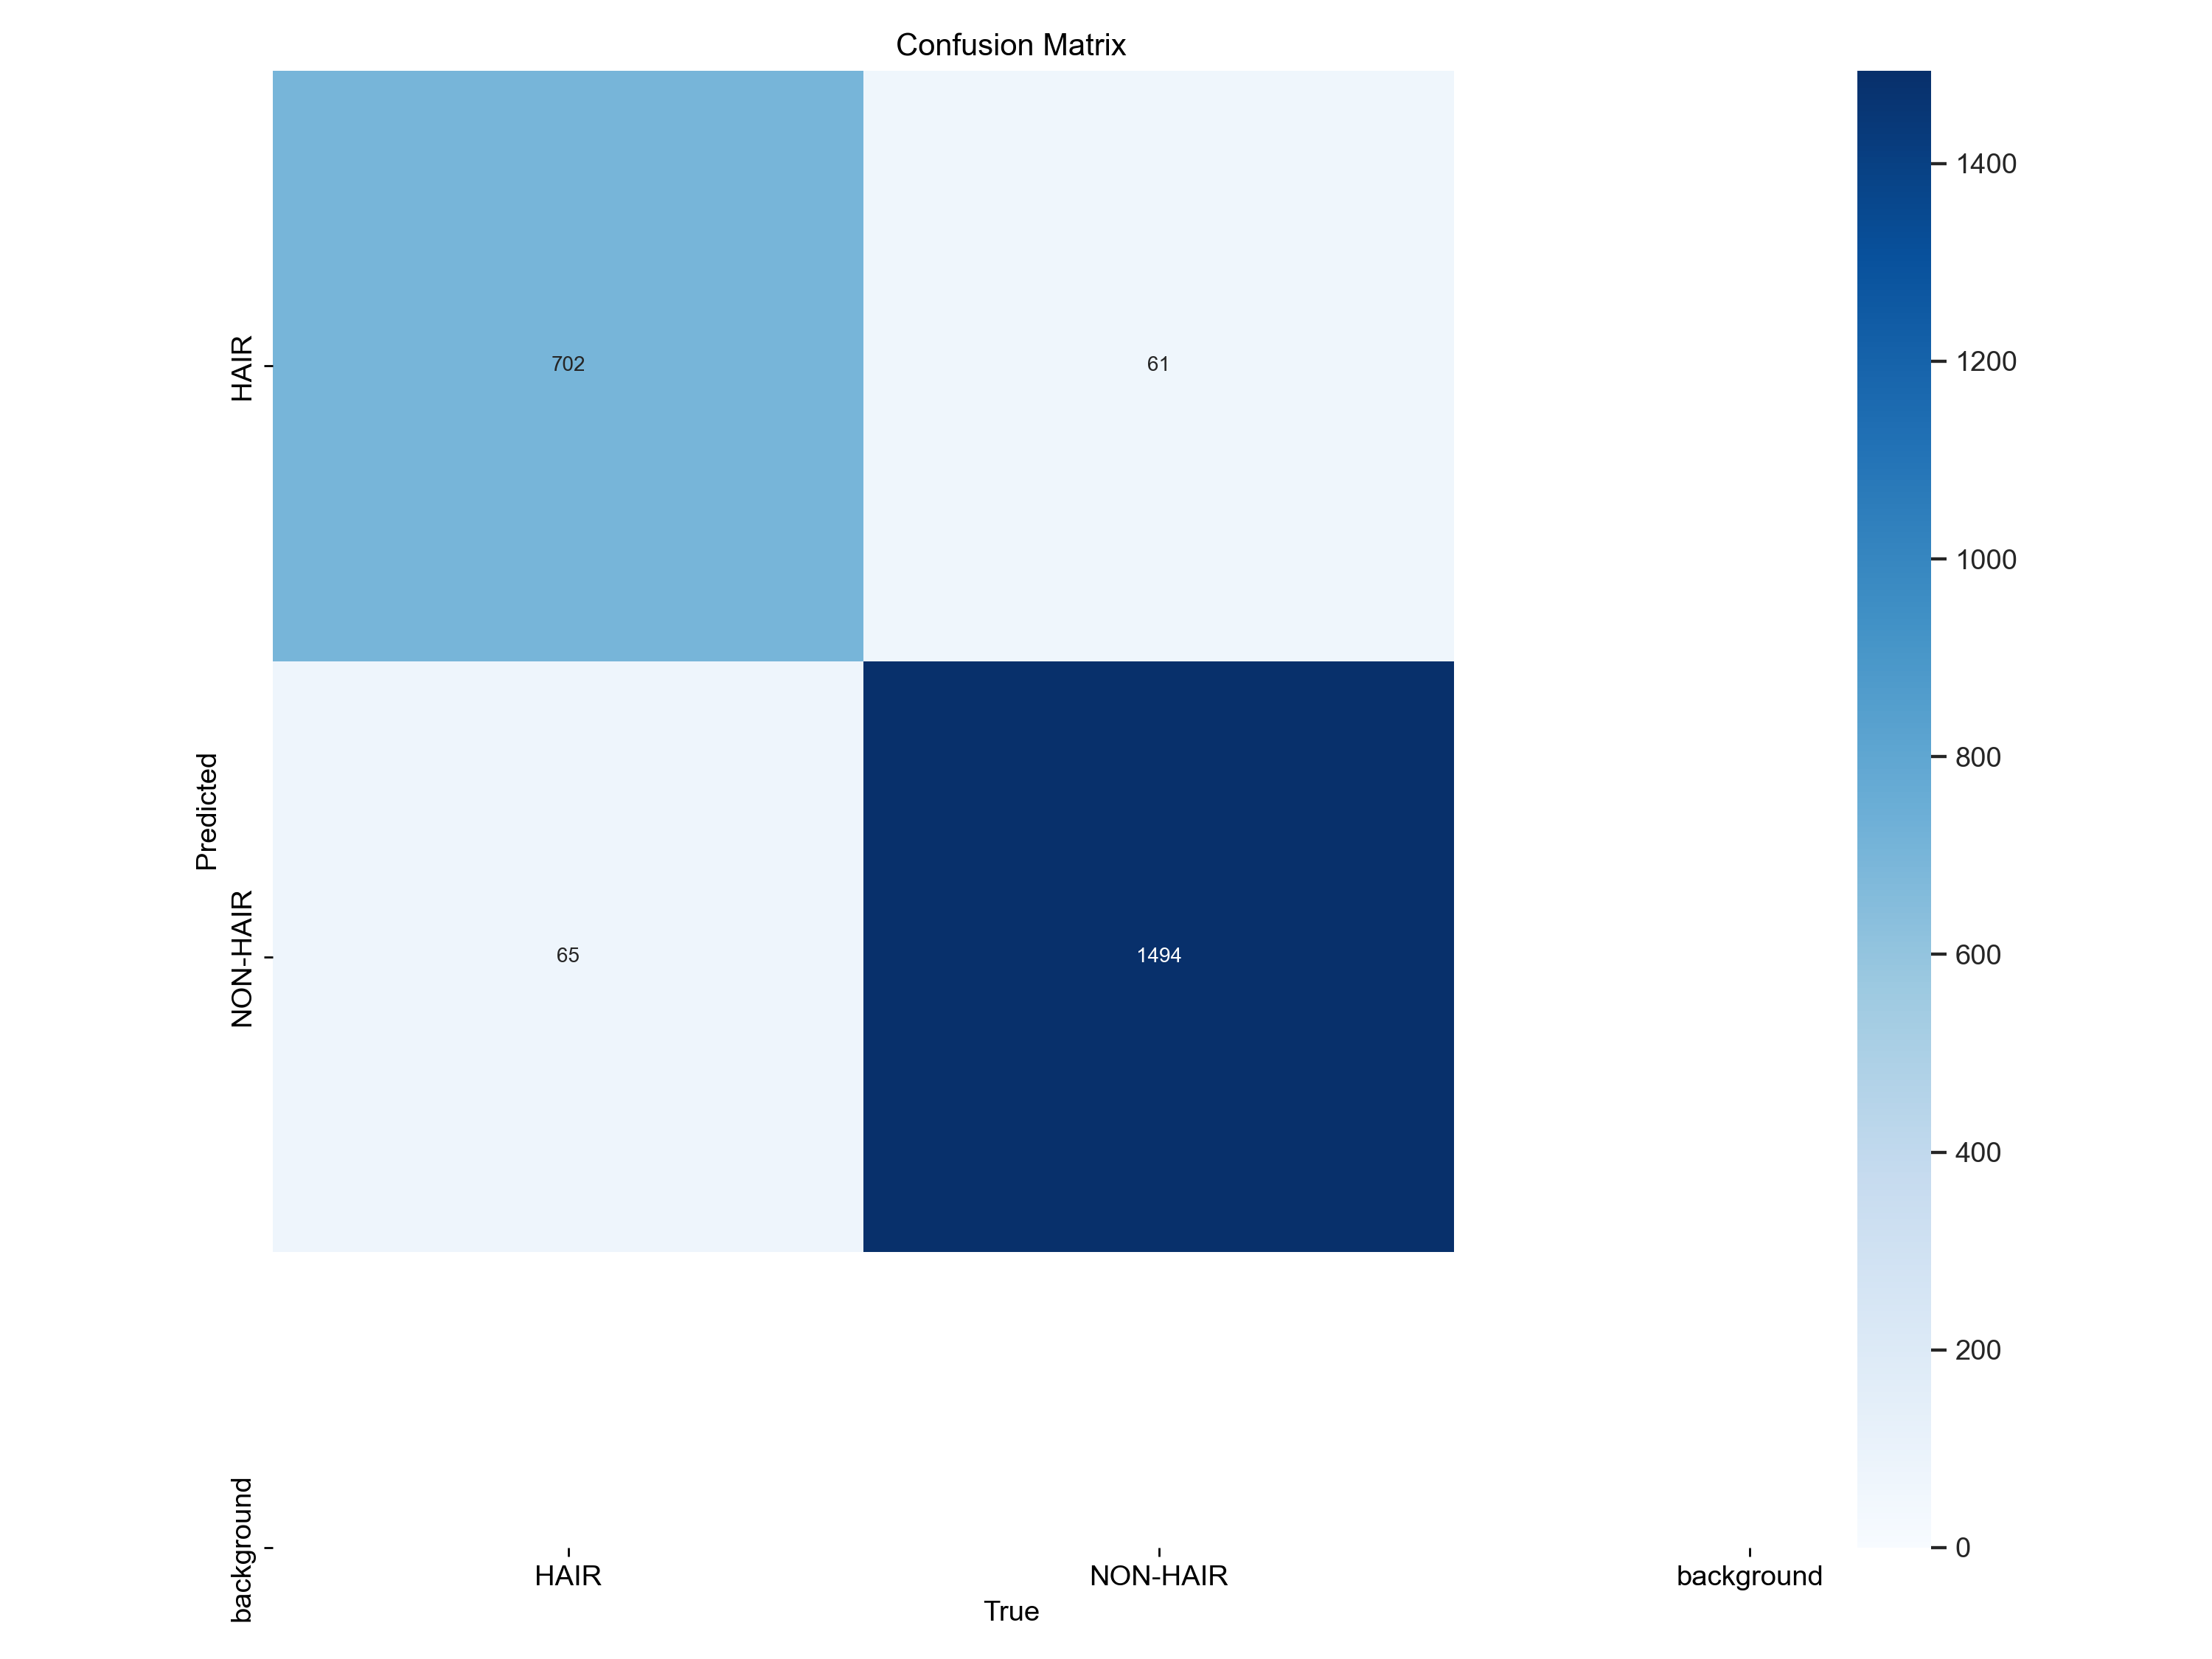 Confusion Matrix
HAIR
702
61
NON-HAIR
65
1494
background
Predicted
HAIR
NON-HAIR
background
True
1400
1200
1000
800
600
400
200
0